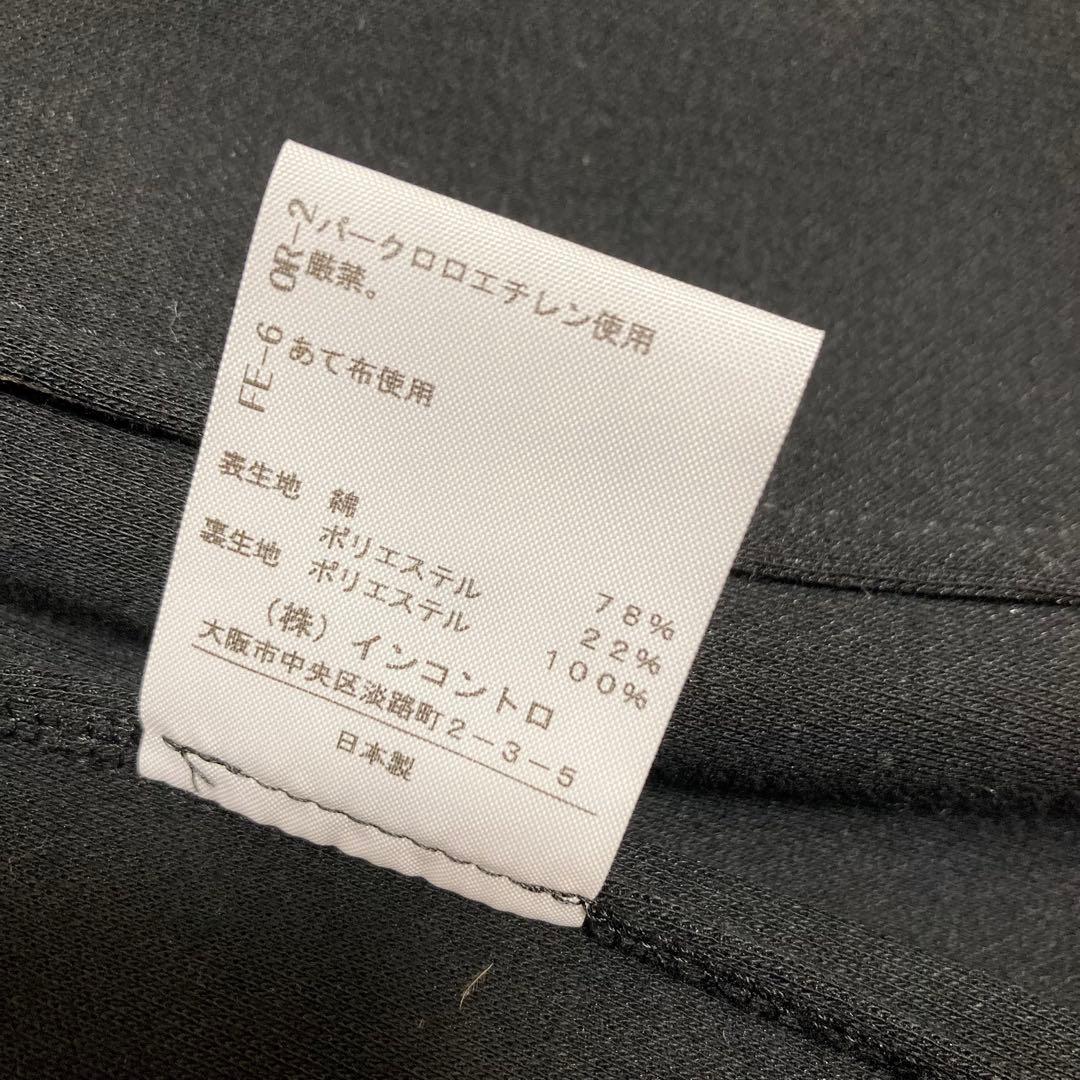 OR-2パークロロエチレン使用
厳禁。
FE-6 あて布使用
表生地 綿 78%
ポリエステル 22%
裏生地 ポリエステル 100%
(株)インコントロ
大阪市中央区淡路町2-3-5
日本製